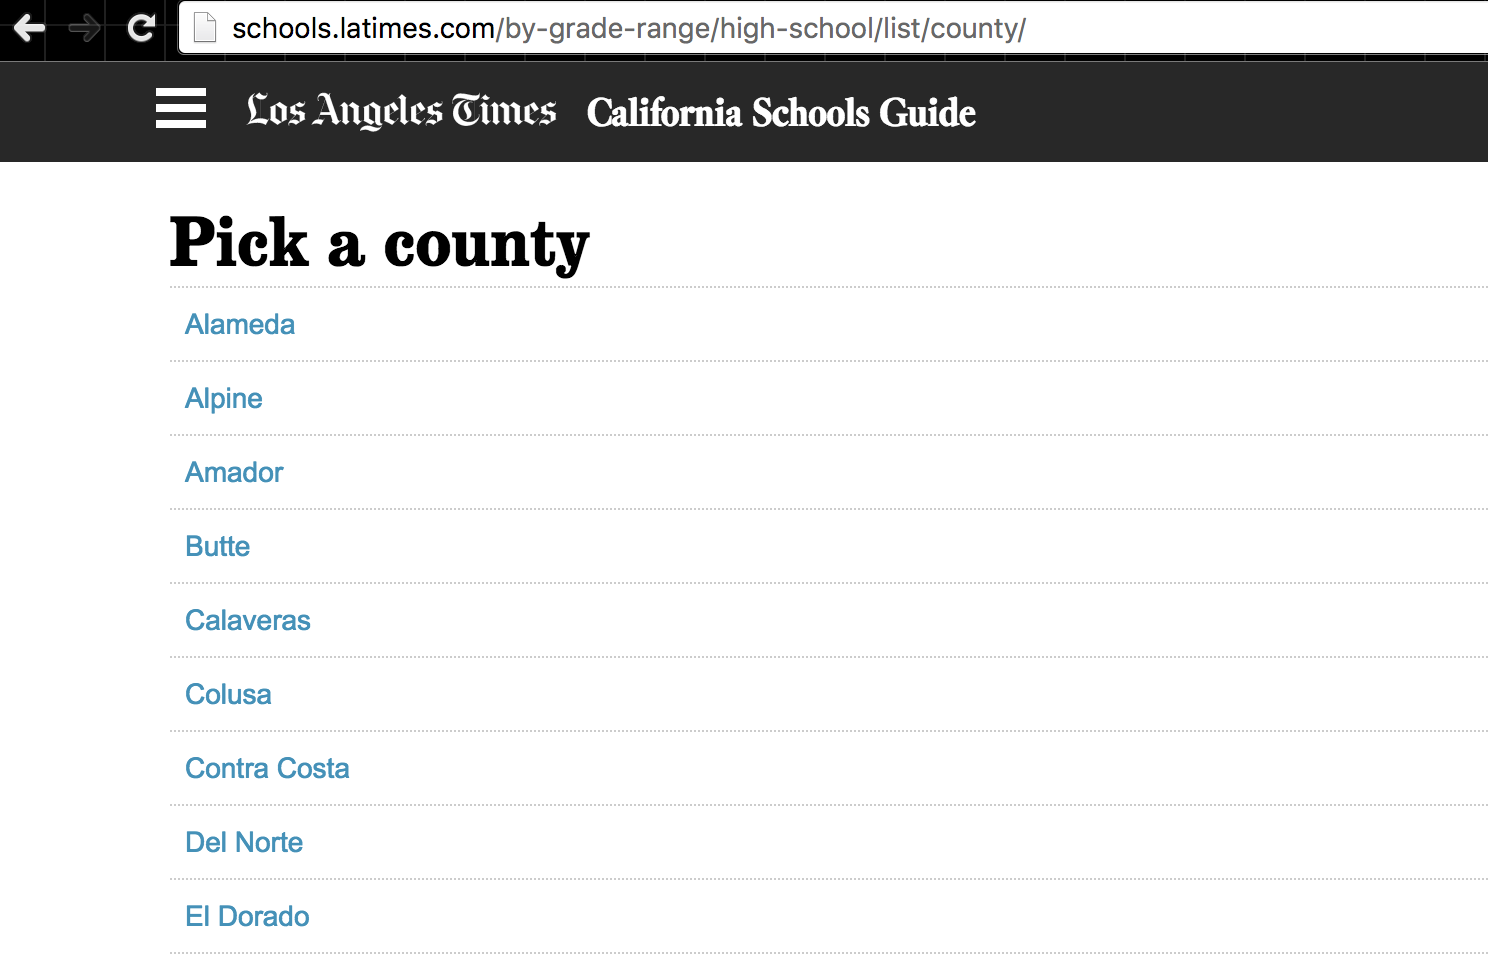 schools.latimes.com/by-grade-range/high-school/list/county/
Los Angeles Times California Schools Guide
Pick a county
Alameda
Alpine
Amador
Butte
Calaveras
Colusa
Contra Costa
Del Norte
El Dorado